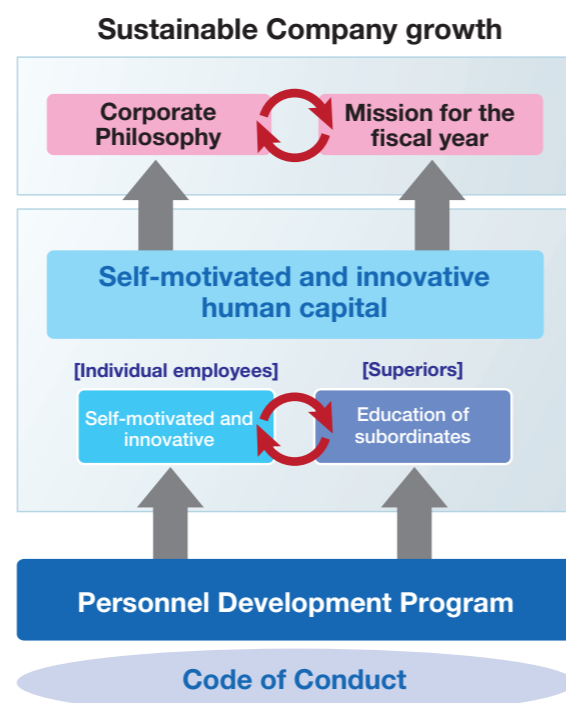 Sustainable Company growth
Corporate
Philosophy
Mission for the
fiscal year
Self-motivated and innovative
human capital
[Individual employees]
[Superiors]
Self-motivated and
innovative
Education of
subordinates
Personnel Development Program
Code of Conduct